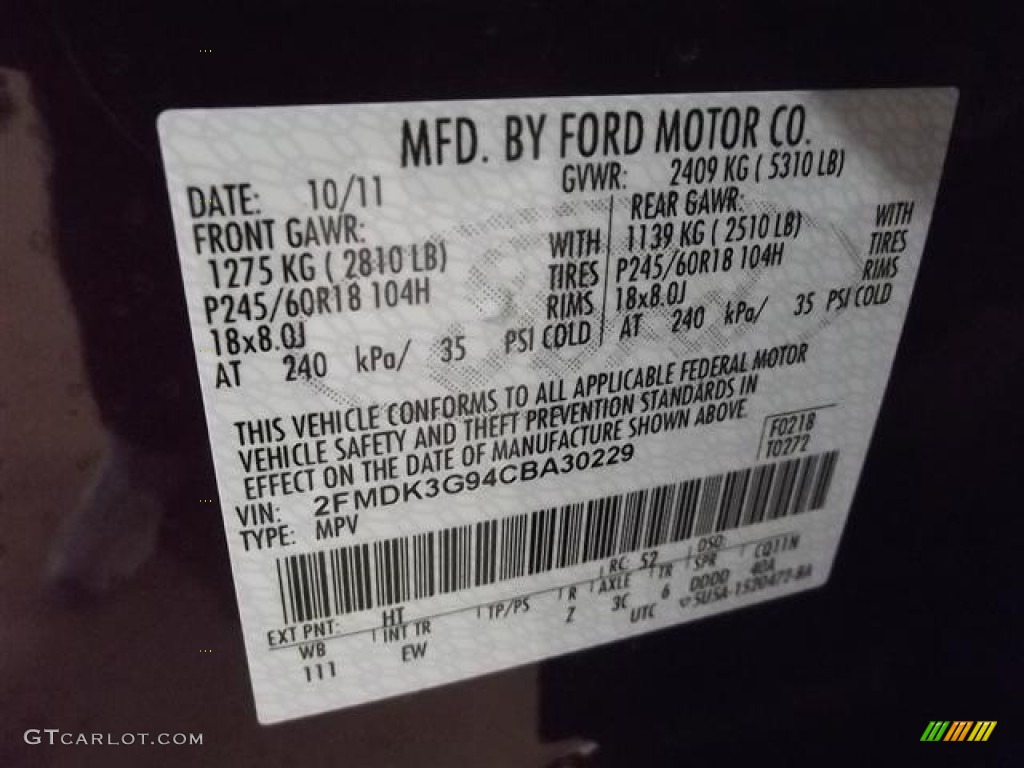 MFD. BY FORD MOTOR CO.
DATE: 10/11
GVWR: 2409 KG ( 5310 LB)
FRONT GAWR:
1275 KG ( 2810 LB)
P245/60R18 104H
18x8.0J
AT 240 kPa/ 35 PSI COLD
WITH
TIRES
RIMS
REAR GAWR:
1139 KG ( 2510 LB)
P245/60R18 104H
18x8.0J
AT 240 kPa/ 35 PSI COLD
WITH
TIRES
RIMS
THIS VEHICLE CONFORMS TO ALL APPLICABLE FEDERAL MOTOR
VEHICLE SAFETY AND THEFT PREVENTION STANDARDS IN
EFFECT ON THE DATE OF MANUFACTURE SHOWN ABOVE.
VIN: 2FMDK3G94CBA30229
TYPE: MPV
F0218
T0272
EXT PNT: HT RC: 52 DSO:
WB INT TR TP/PS R AXLE TR SPR CQ11N
111 EW Z 3C 6 DDDD 40A
UTC 5USA-1520472-BA
GTCARLOT.COM